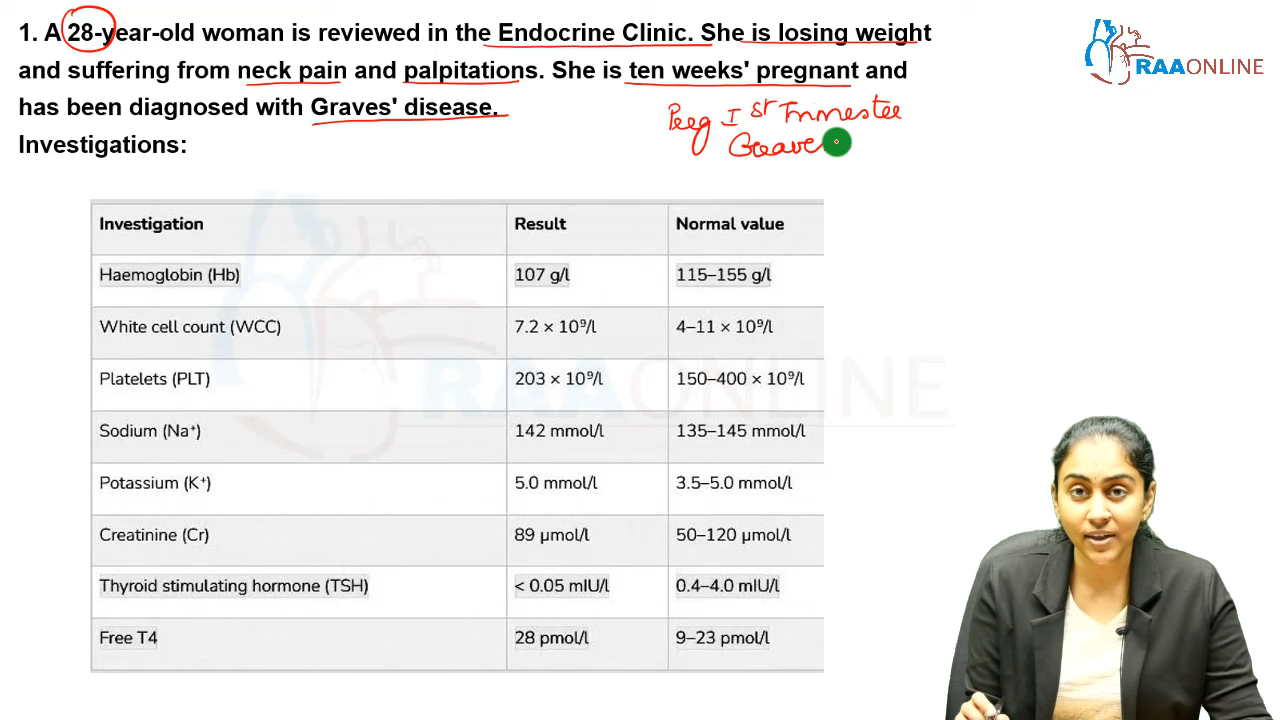 1. A 28-year-old woman is reviewed in the Endocrine Clinic. She is losing weight
and suffering from neck pain and palpitations. She is ten weeks' pregnant and
has been diagnosed with Graves' disease.
Investigations:
RAAONLINE
Preg I st Trimester
Greave
Investigation Result Normal value
Haemoglobin (Hb) 107 g/l 115–155 g/l
White cell count (WCC) 7.2 × 10⁹/l 4–11 × 10⁹/l
Platelets (PLT) 203 × 10⁹/l 150–400 × 10⁹/l
RAAONLINE
Sodium (Na⁺) 142 mmol/l 135–145 mmol/l
Potassium (K⁺) 5.0 mmol/l 3.5–5.0 mmol/l
Creatinine (Cr) 89 µmol/l 50–120 µmol/l
Thyroid stimulating hormone (TSH) < 0.05 mIU/l 0.4–4.0 mIU/l
Free T4 28 pmol/l 9–23 pmol/l